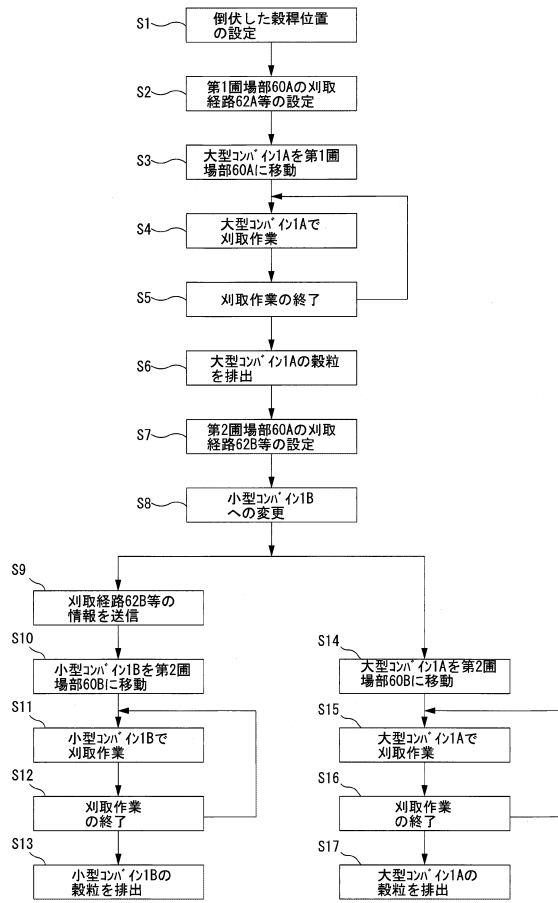 S1
倒伏した穀稈位置
の設定
S2
第1圃場部60Aの刈取
経路62A等の設定
S3
大型コンバイン1Aを第1圃
場部60Aに移動
S4
大型コンバイン1Aで
刈取作業
S5
刈取作業の終了
S6
大型コンバイン1Aの穀粒
を排出
S7
第2圃場部60Aの刈取
経路62B等の設定
S8
小型コンバイン1B
への変更
S9
刈取経路62B等の
情報を送信
S10
小型コンバイン1Bを第2圃
場部60Bに移動
S11
小型コンバイン1Bで
刈取作業
S12
刈取作業
の終了
S13
小型コンバイン1Bの
穀粒を排出
S14
大型コンバイン1Aを第2圃
場部60Bに移動
S15
大型コンバイン1Aで
刈取作業
S16
刈取作業
の終了
S17
大型コンバイン1Aの
穀粒を排出